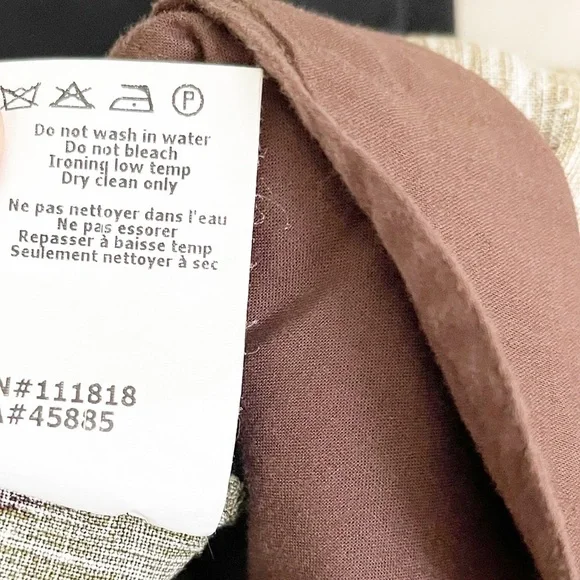 P
Do not wash in water
Do not bleach
Ironing low temp
Dry clean only
Ne pas nettoyer dans l'eau
Ne pas essorer
Repasser à baisse temp
Seulement nettoyer à sec
N#111818
A#45885